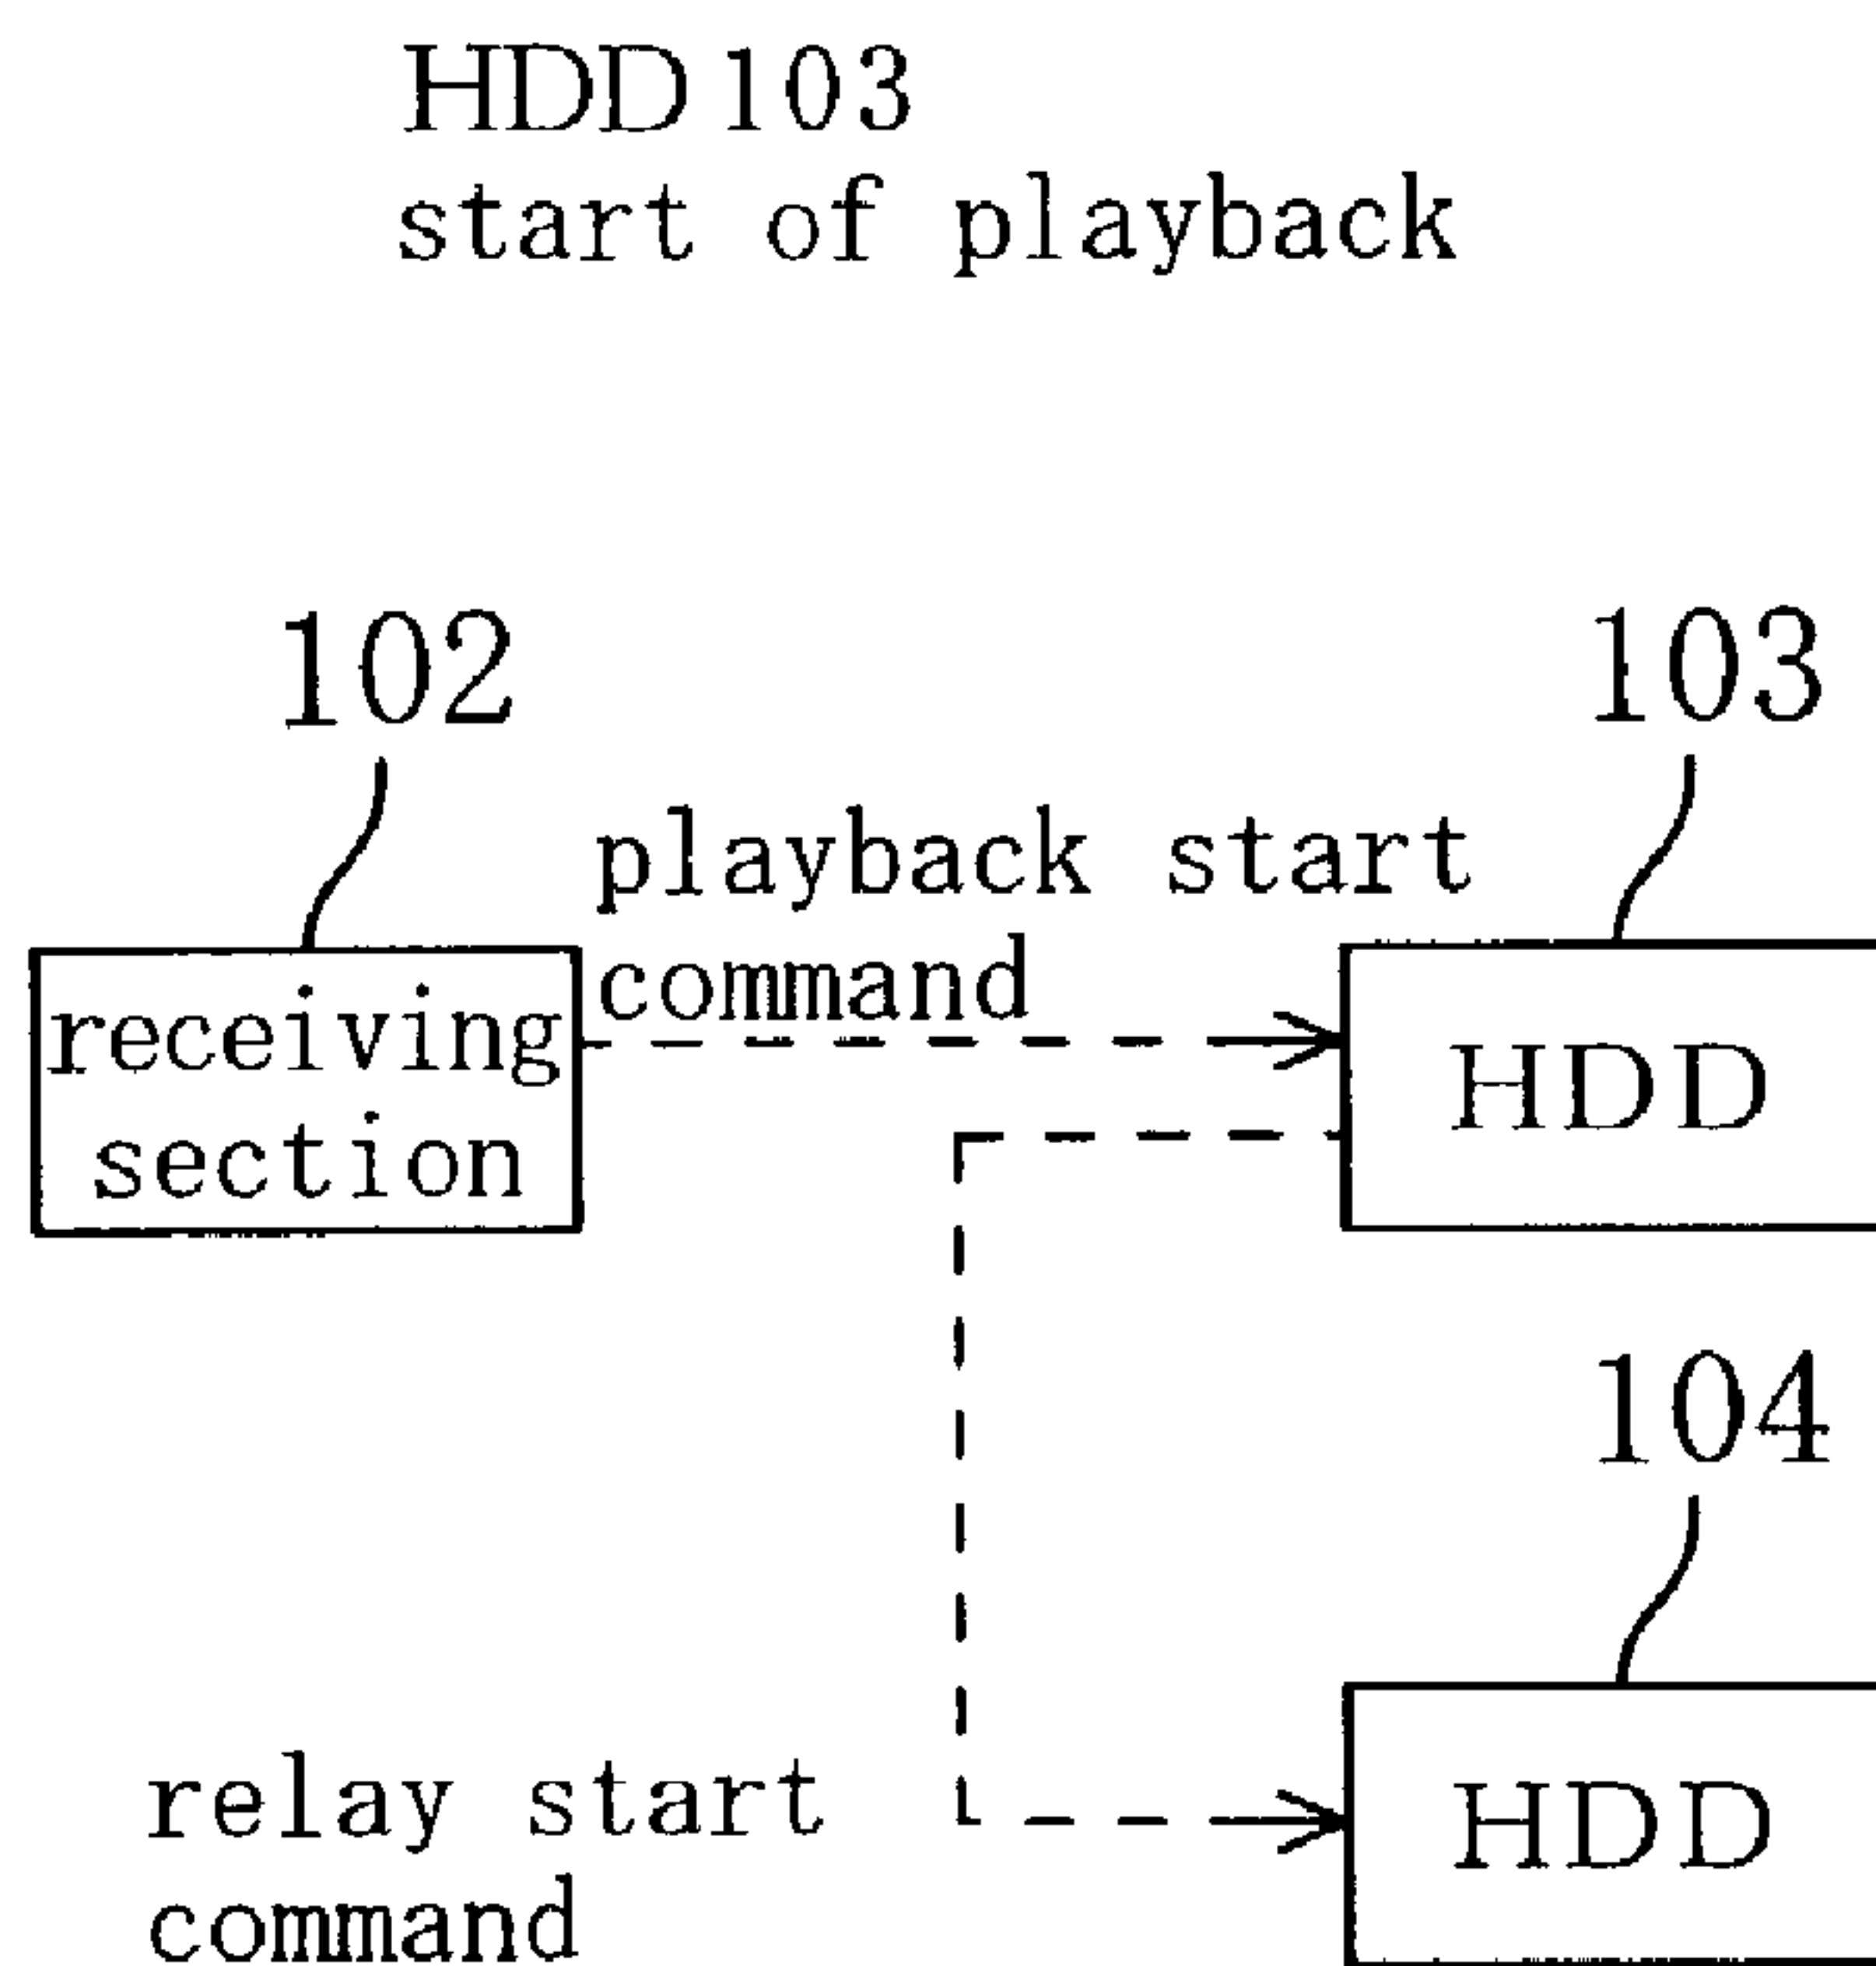 HDD 103
start of playback
102
103
playback start
command
receiving
section
HDD
104
relay start
command
HDD